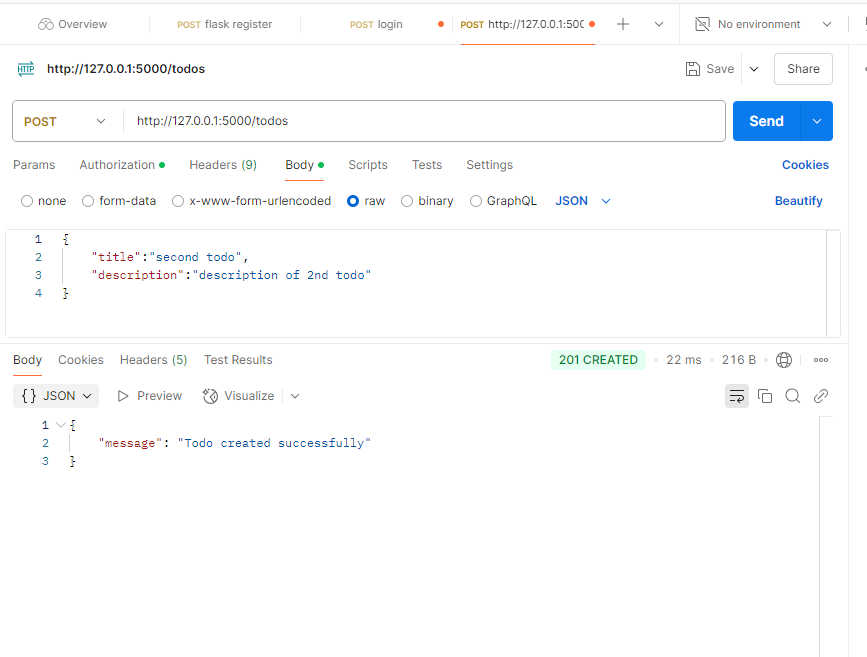 Overview POST flask register POST login POST http://127.0.0.1:500 No environment
HTTP http://127.0.0.1:5000/todos Save Share
POST http://127.0.0.1:5000/todos Send
Params Authorization Headers (9) Body Scripts Tests Settings Cookies
none form-data x-www-form-urlencoded raw binary GraphQL JSON Beautify
1 {
2 "title":"second todo",
3 "description":"description of 2nd todo"
4 }
Body Cookies Headers (5) Test Results 201 CREATED 22 ms 216 B
{} JSON Preview Visualize
1 {
2 "message": "Todo created successfully"
3 }